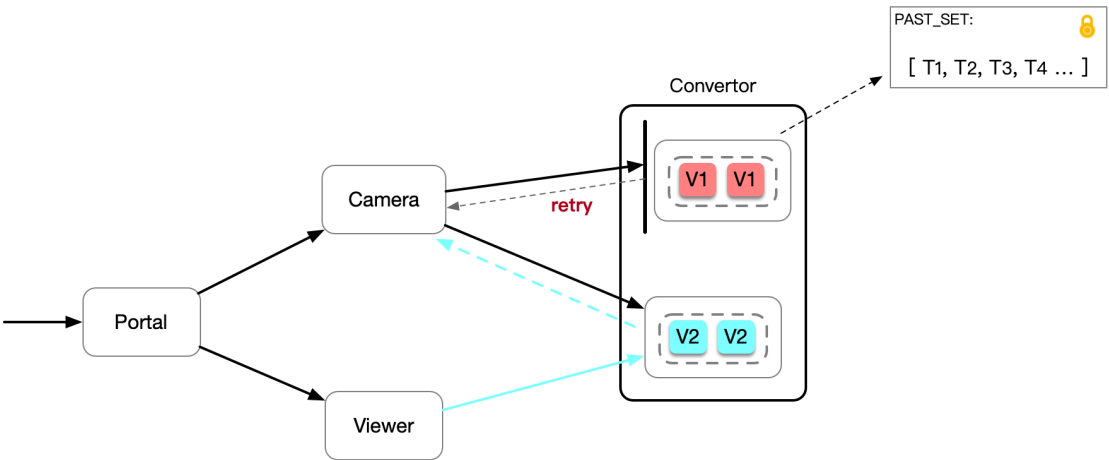 PAST_SET:
[ T1, T2, T3, T4 ... ]
Convertor
V1 V1
Camera
retry
Portal
V2 V2
Viewer